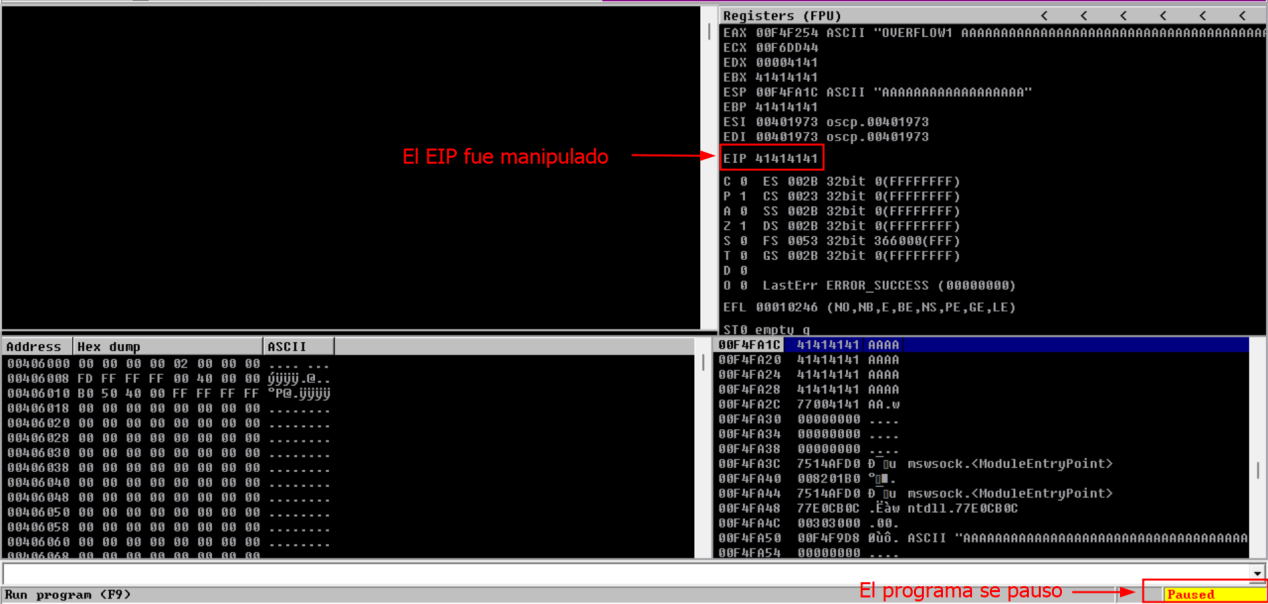 Registers (FPU) < < < < < <
EAX 00F4F254 ASCII "OVERFLOW1 AAAAAAAAAAAAAAAAAAAAAAAAAAAAAAAAAAAAAA
ECX 00F6DD44
EDX 00004141
EBX 41414141
ESP 00F4FA1C ASCII "AAAAAAAAAAAAAAAAAA"
EBP 41414141
ESI 00401973 oscp.00401973
EDI 00401973 oscp.00401973
El EIP fue manipulado
EIP 41414141
C 0 ES 002B 32bit 0(FFFFFFFF)
P 1 CS 0023 32bit 0(FFFFFFFF)
A 0 SS 002B 32bit 0(FFFFFFFF)
Z 1 DS 002B 32bit 0(FFFFFFFF)
S 0 FS 0053 32bit 366000(FFF)
T 0 GS 002B 32bit 0(FFFFFFFF)
D 0
O 0 LastErr ERROR_SUCCESS (00000000)
EFL 00010246 (NO,NB,E,BE,NS,PE,GE,LE)
ST0 empty g
Address Hex dump ASCII
00406000 00 00 00 00 02 00 00 00 .... ...
00406008 FD FF FF FF 00 40 00 00 ýÿÿÿ.@..
00406010 B0 50 40 00 FF FF FF FF °P@.ÿÿÿÿ
00406018 00 00 00 00 00 00 00 00 ........
00406020 00 00 00 00 00 00 00 00 ........
00406028 00 00 00 00 00 00 00 00 ........
00406030 00 00 00 00 00 00 00 00 ........
00406038 00 00 00 00 00 00 00 00 ........
00406040 00 00 00 00 00 00 00 00 ........
00406048 00 00 00 00 00 00 00 00 ........
00406050 00 00 00 00 00 00 00 00 ........
00406058 00 00 00 00 00 00 00 00 ........
00406060 00 00 00 00 00 00 00 00 ........
00406068 00 00 00 00 00 00 00 00 ........
00F4FA1C 41414141 AAAA
00F4FA20 41414141 AAAA
00F4FA24 41414141 AAAA
00F4FA28 41414141 AAAA
00F4FA2C 77004141 AA.w
00F4FA30 00000000 ....
00F4FA34 00000000 ....
00F4FA38 00000000 ....
00F4FA3C 7514AFD0 u mswsock.<ModuleEntryPoint>
00F4FA40 008201B0
00F4FA44 7514AFD0 u mswsock.<ModuleEntryPoint>
00F4FA48 77E0CB0C .Ëàw ntdll.77E0CB0C
00F4FA4C 00303000 .00.
00F4FA50 00F4F9D8 Øùô. ASCII "AAAAAAAAAAAAAAAAAAAAAAAAAAAAAAAAAAAA
00F4FA54 00000000 ....
Run program (F9)
El programa se pauso
Paused